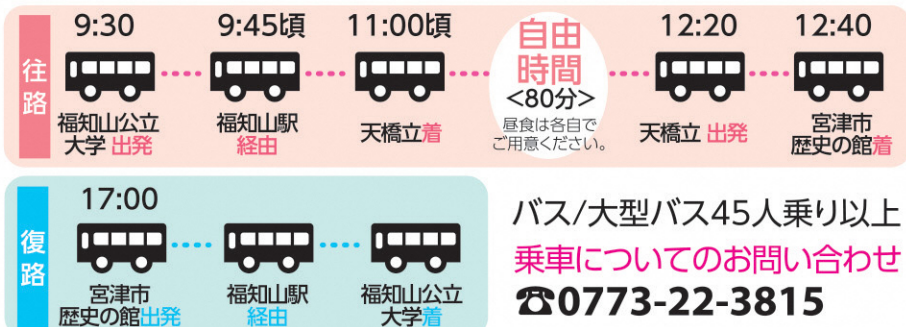 往路
9:30
福知山公立
大学 出発
9:45頃
福知山駅
経由
11:00頃
天橋立着
自由
時間
<80分>
昼食は各自で
ご用意ください。
12:20
天橋立 出発
12:40
宮津市
歴史の館着
復路
17:00
宮津市
歴史の館出発
福知山駅
経由
福知山公立
大学着
バス/大型バス45人乗り以上
乗車についてのお問い合わせ
☎0773-22-3815